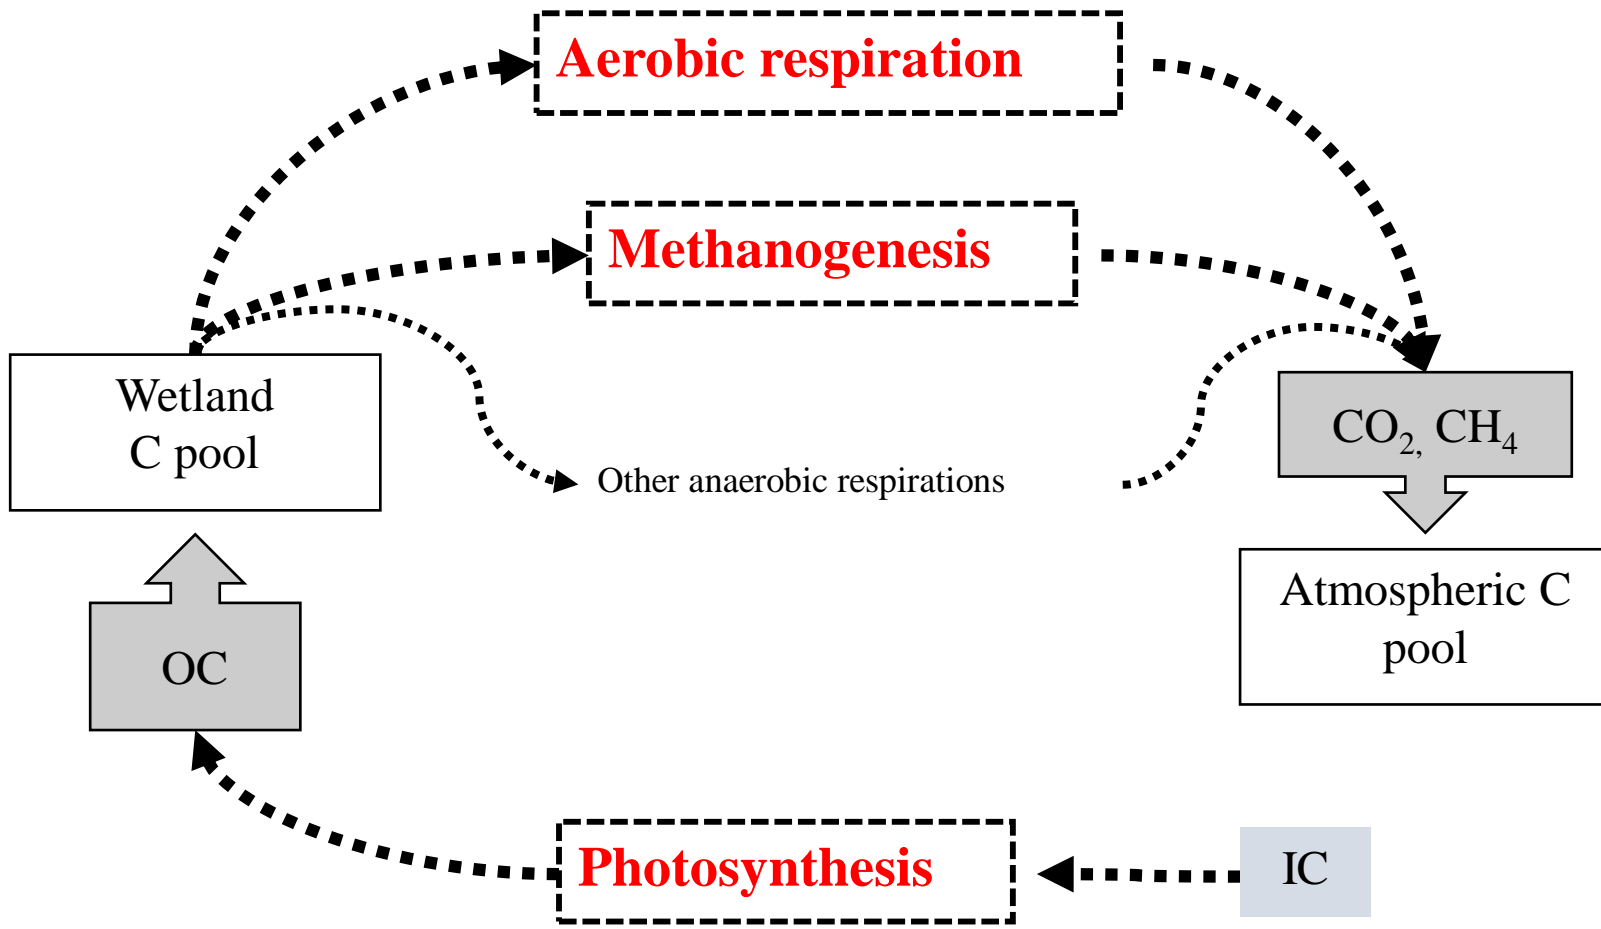 Aerobic respiration
Methanogenesis
Wetland
C pool
CO₂, CH₄
Other anaerobic respirations
Atmospheric C
pool
OC
Photosynthesis
IC